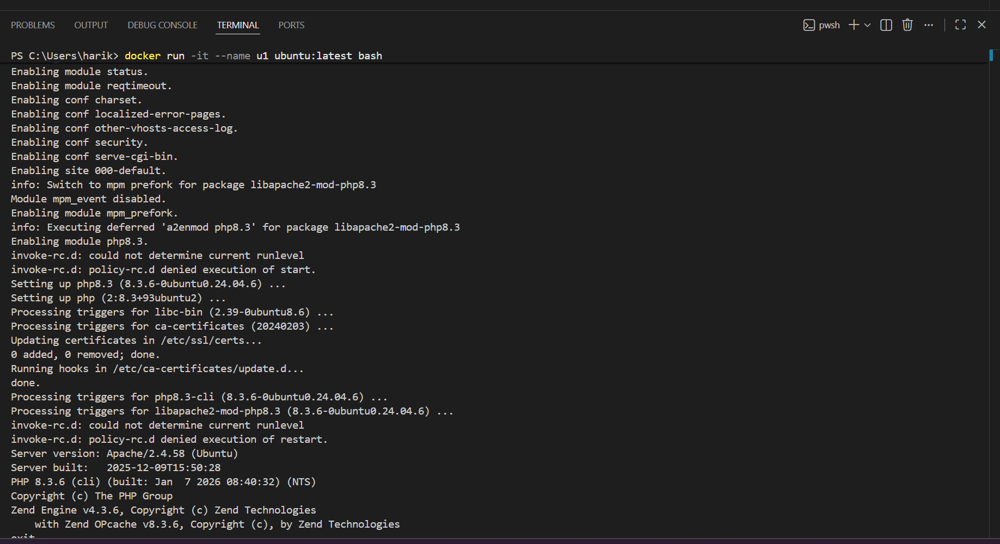 PROBLEMS OUTPUT DEBUG CONSOLE TERMINAL PORTS pwsh
PS C:\Users\harik> docker run -it --name u1 ubuntu:latest bash
Enabling module status.
Enabling module reqtimeout.
Enabling conf charset.
Enabling conf localized-error-pages.
Enabling conf other-vhosts-access-log.
Enabling conf security.
Enabling conf serve-cgi-bin.
Enabling site 000-default.
info: Switch to mpm prefork for package libapache2-mod-php8.3
Module mpm_event disabled.
Enabling module mpm_prefork.
info: Executing deferred 'a2enmod php8.3' for package libapache2-mod-php8.3
Enabling module php8.3.
invoke-rc.d: could not determine current runlevel
invoke-rc.d: policy-rc.d denied execution of start.
Setting up php8.3 (8.3.6-0ubuntu0.24.04.6) ...
Setting up php (2:8.3+93ubuntu2) ...
Processing triggers for libc-bin (2.39-0ubuntu8.6) ...
Processing triggers for ca-certificates (20240203) ...
Updating certificates in /etc/ssl/certs...
0 added, 0 removed; done.
Running hooks in /etc/ca-certificates/update.d...
done.
Processing triggers for php8.3-cli (8.3.6-0ubuntu0.24.04.6) ...
Processing triggers for libapache2-mod-php8.3 (8.3.6-0ubuntu0.24.04.6) ...
invoke-rc.d: could not determine current runlevel
invoke-rc.d: policy-rc.d denied execution of restart.
Server version: Apache/2.4.58 (Ubuntu)
Server built:   2025-12-09T15:50:28
PHP 8.3.6 (cli) (built: Jan  7 2026 08:40:32) (NTS)
Copyright (c) The PHP Group
Zend Engine v4.3.6, Copyright (c) Zend Technologies
    with Zend OPcache v8.3.6, Copyright (c), by Zend Technologies
exit